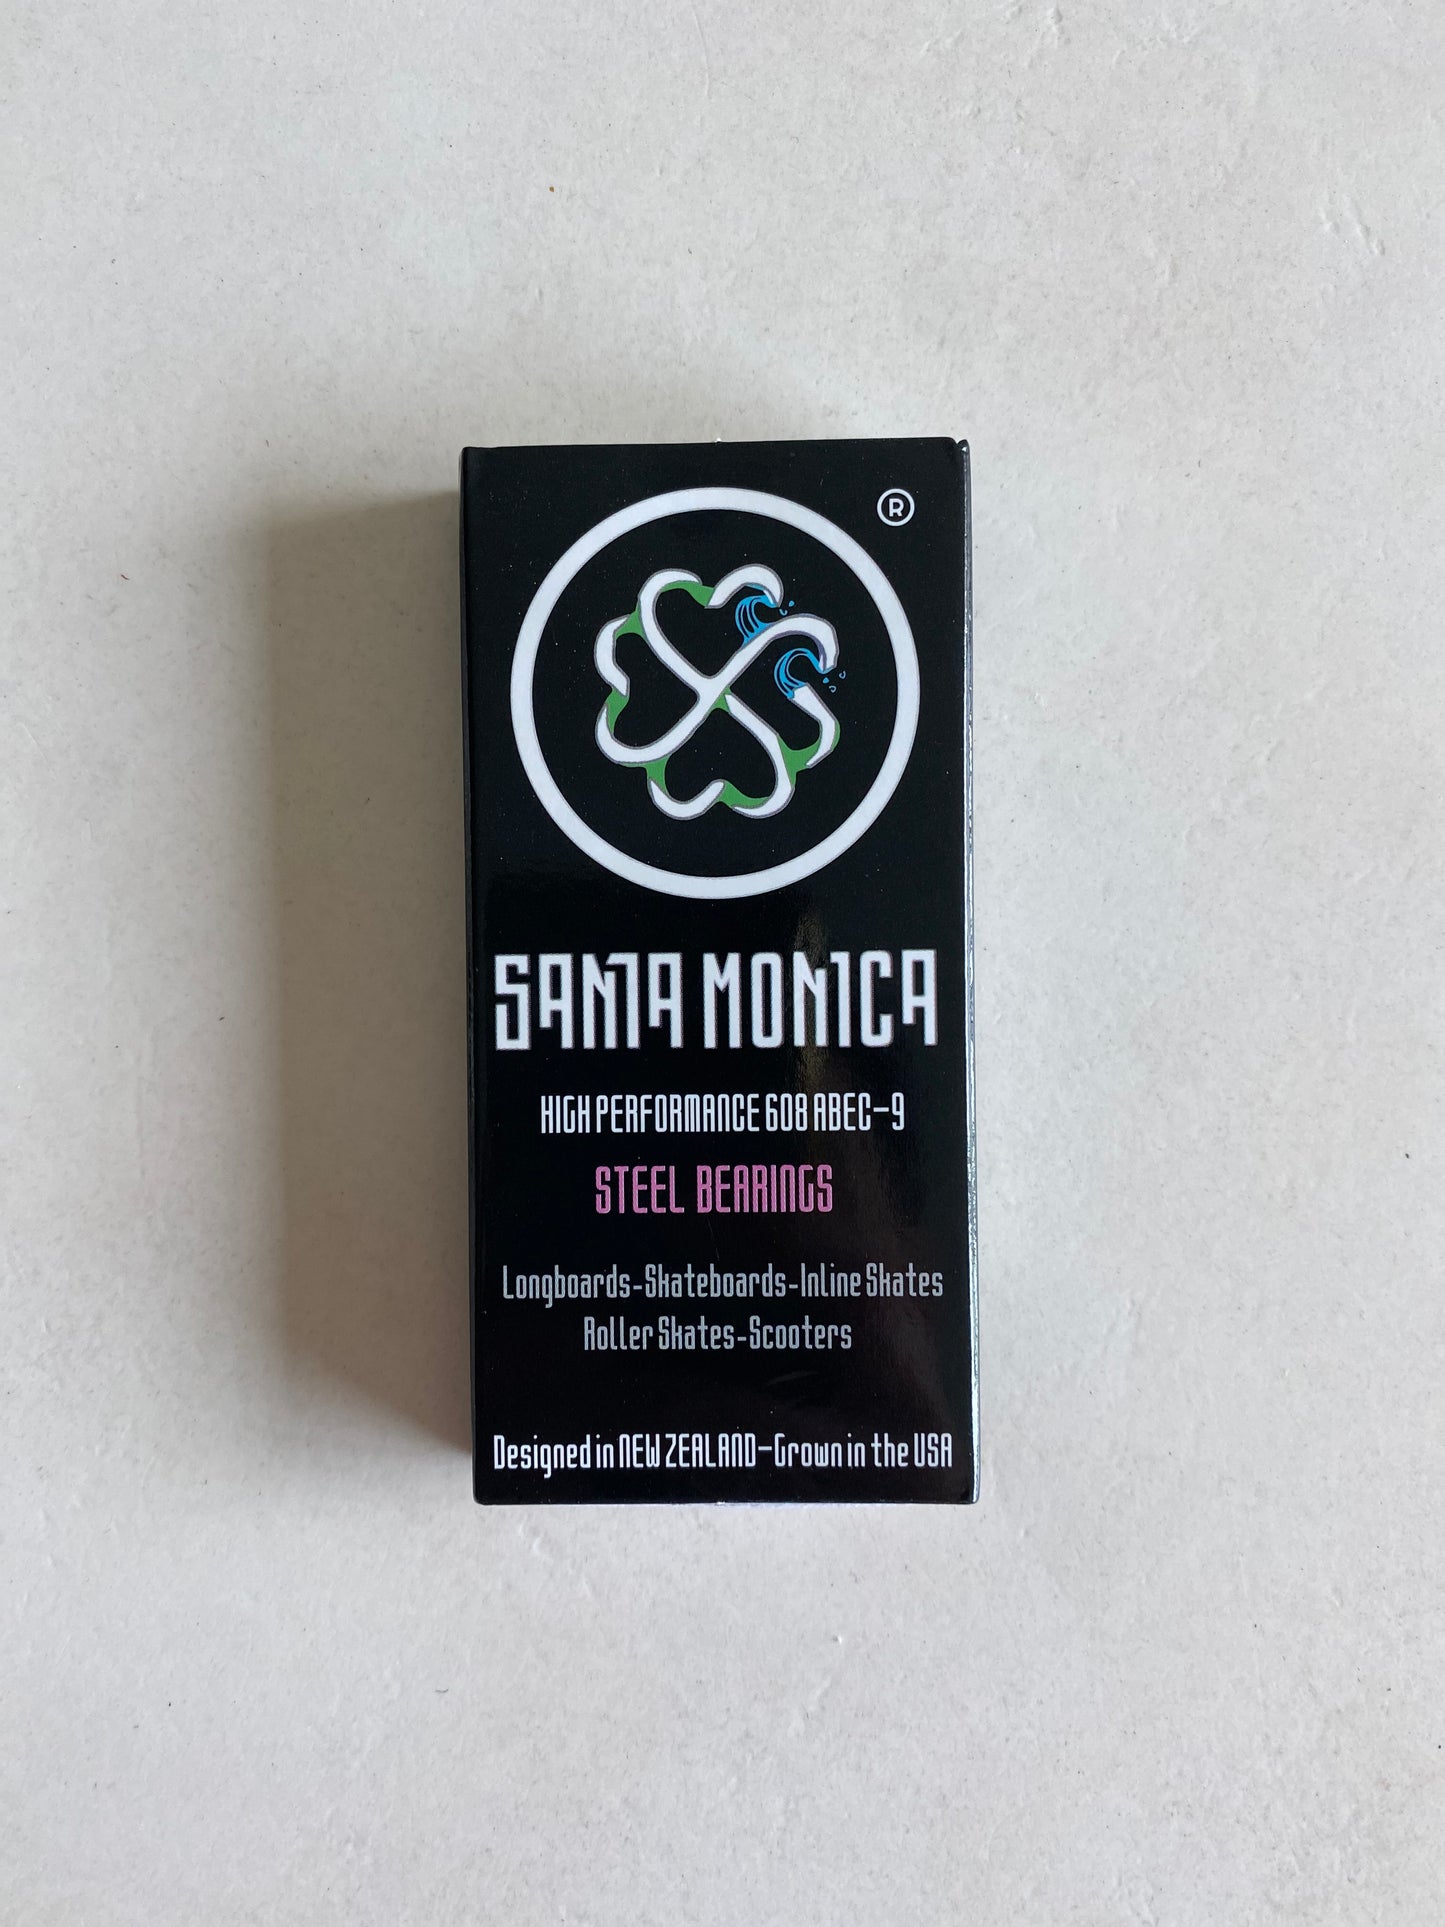 ®
SANTA MONICA
HIGH PERFORMANCE 608 ABEC-9
STEEL BEARINGS
Longboards-Skateboards-Inline Skates
Roller Skates-Scooters
Designed in NEW ZEALAND-Grown in the USA